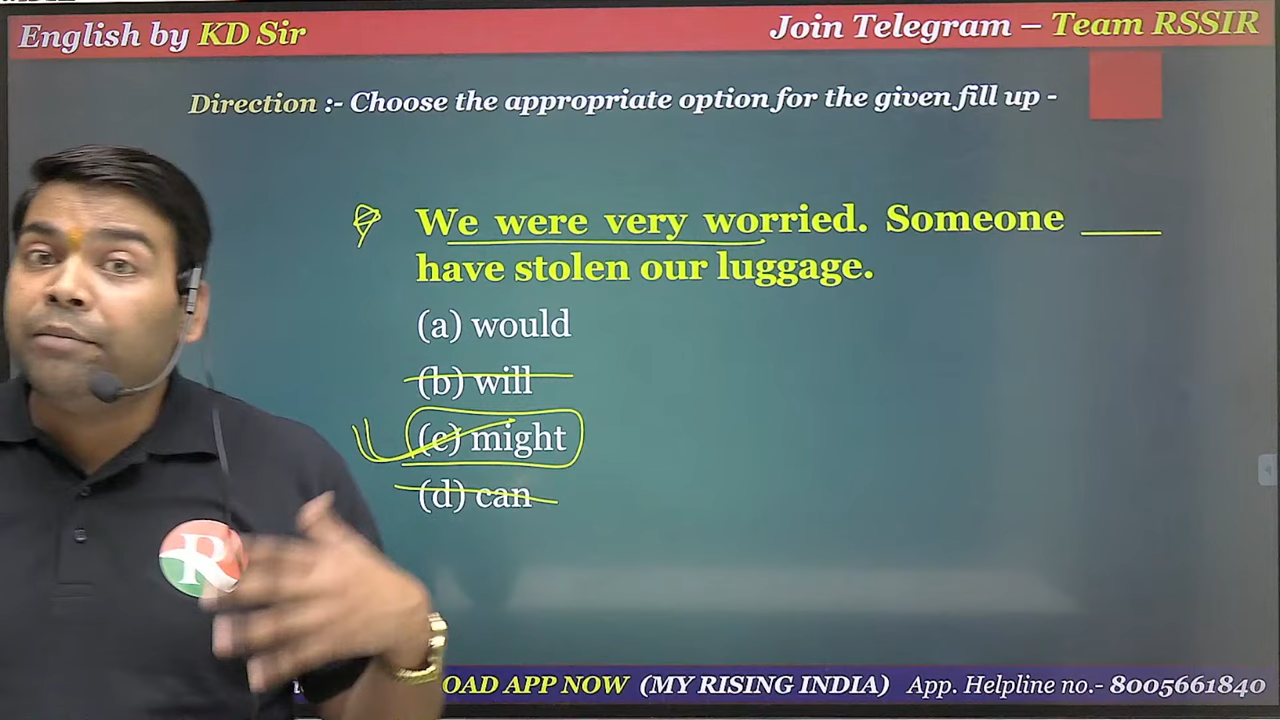 English by KD Sir
Join Telegram – Team RSSIR
Direction :- Choose the appropriate option for the given fill up -
We were very worried. Someone ____
have stolen our luggage.
(a) would
(b) will
(c) might
(d) can
R
OAD APP NOW (MY RISING INDIA) App. Helpline no.- 8005661840